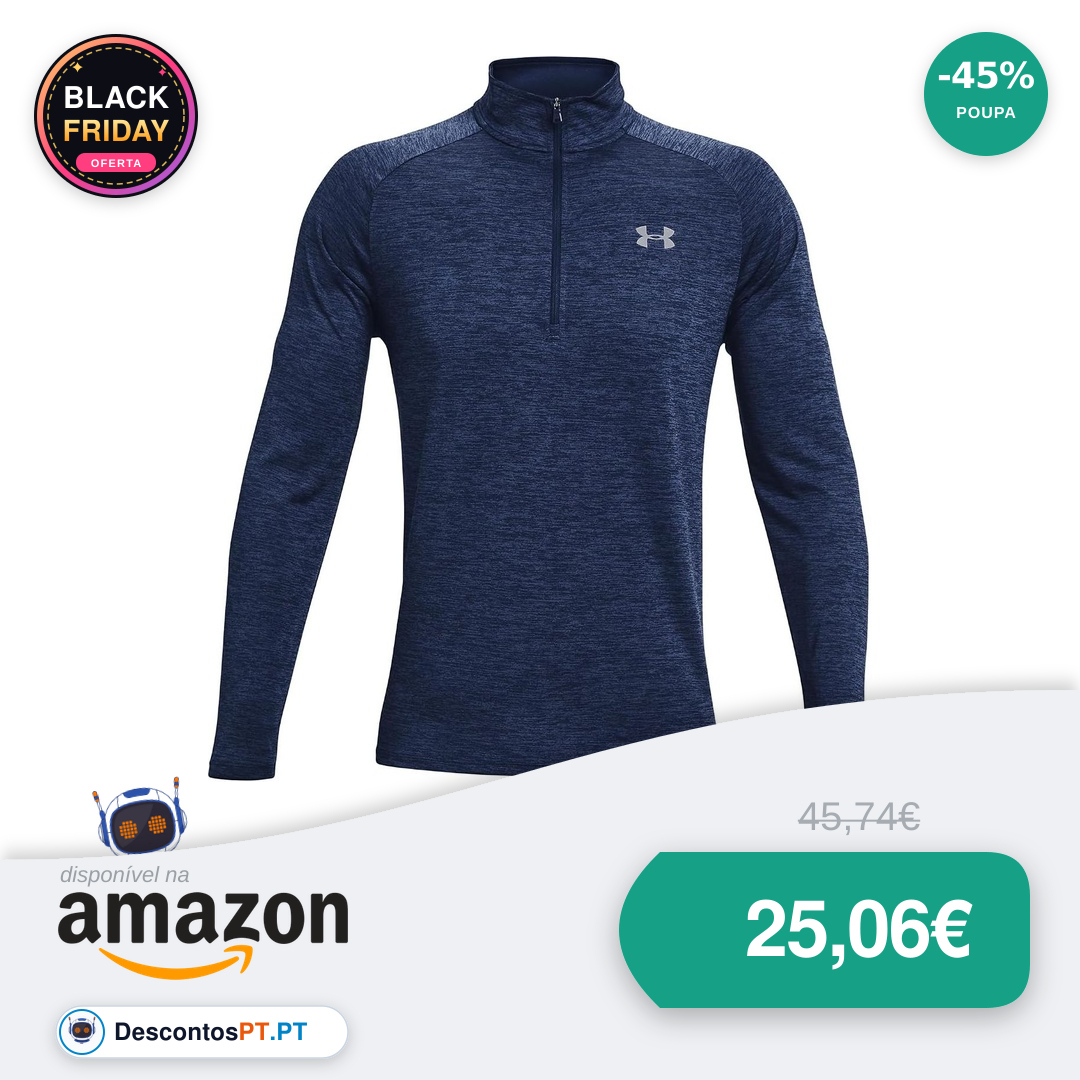 BLACK
FRIDAY
OFERTA
-45%
POUPA
45,74€
disponível na
amazon
25,06€
DescontosPT.PT